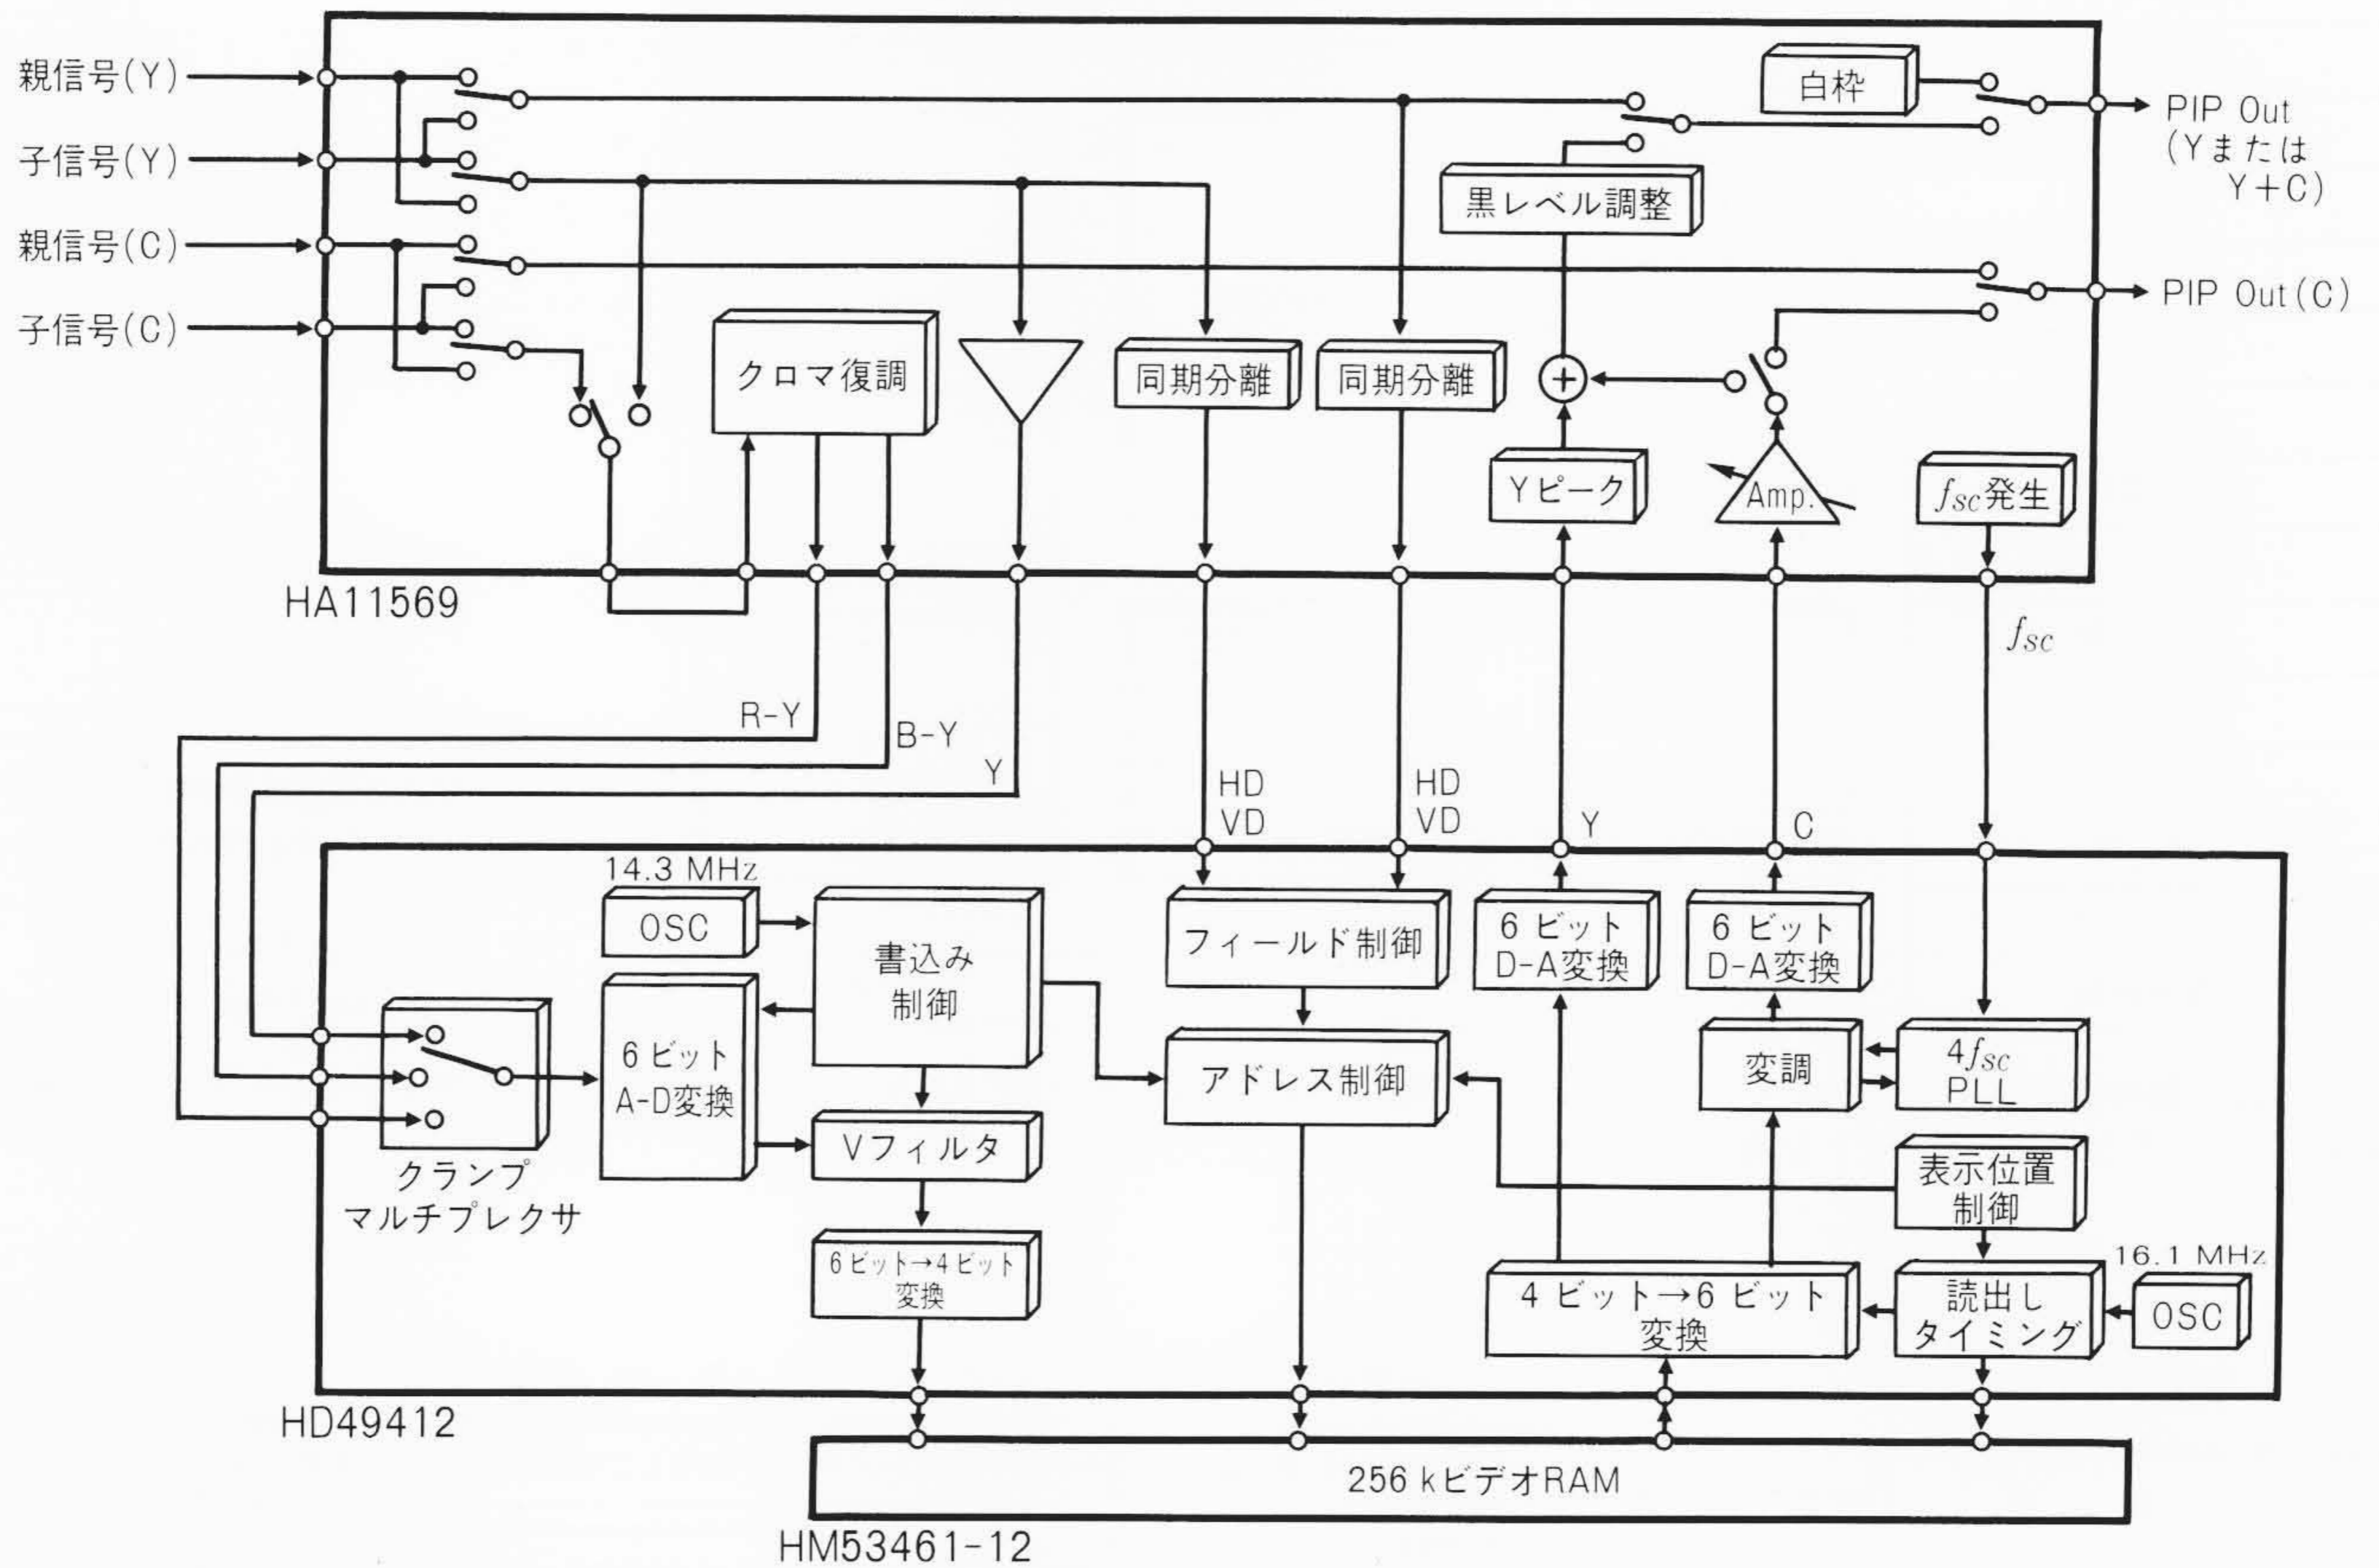 親信号(Y)
子信号(Y)
親信号(C)
子信号(C)
白枠
PIP Out
(Yまたは
Y+C)
黒レベル調整
PIP Out(C)
クロマ復調
同期分離
同期分離
+
Yピーク
Amp.
fsc発生
HA11569
fsc
R-Y
B-Y
Y
HD
VD
HD
VD
Y
C
14.3 MHz
OSC
書込み
制御
フィールド制御
6 ビット
D-A変換
6 ビット
D-A変換
6 ビット
A-D変換
アドレス制御
変調
4fsc
PLL
Vフィルタ
クランプ
マルチプレクサ
表示位置
制御
6 ビット→4 ビット
変換
4 ビット→6 ビット
変換
読出し
タイミング
16.1 MHz
OSC
HD49412
256 kビデオRAM
HM53461-12